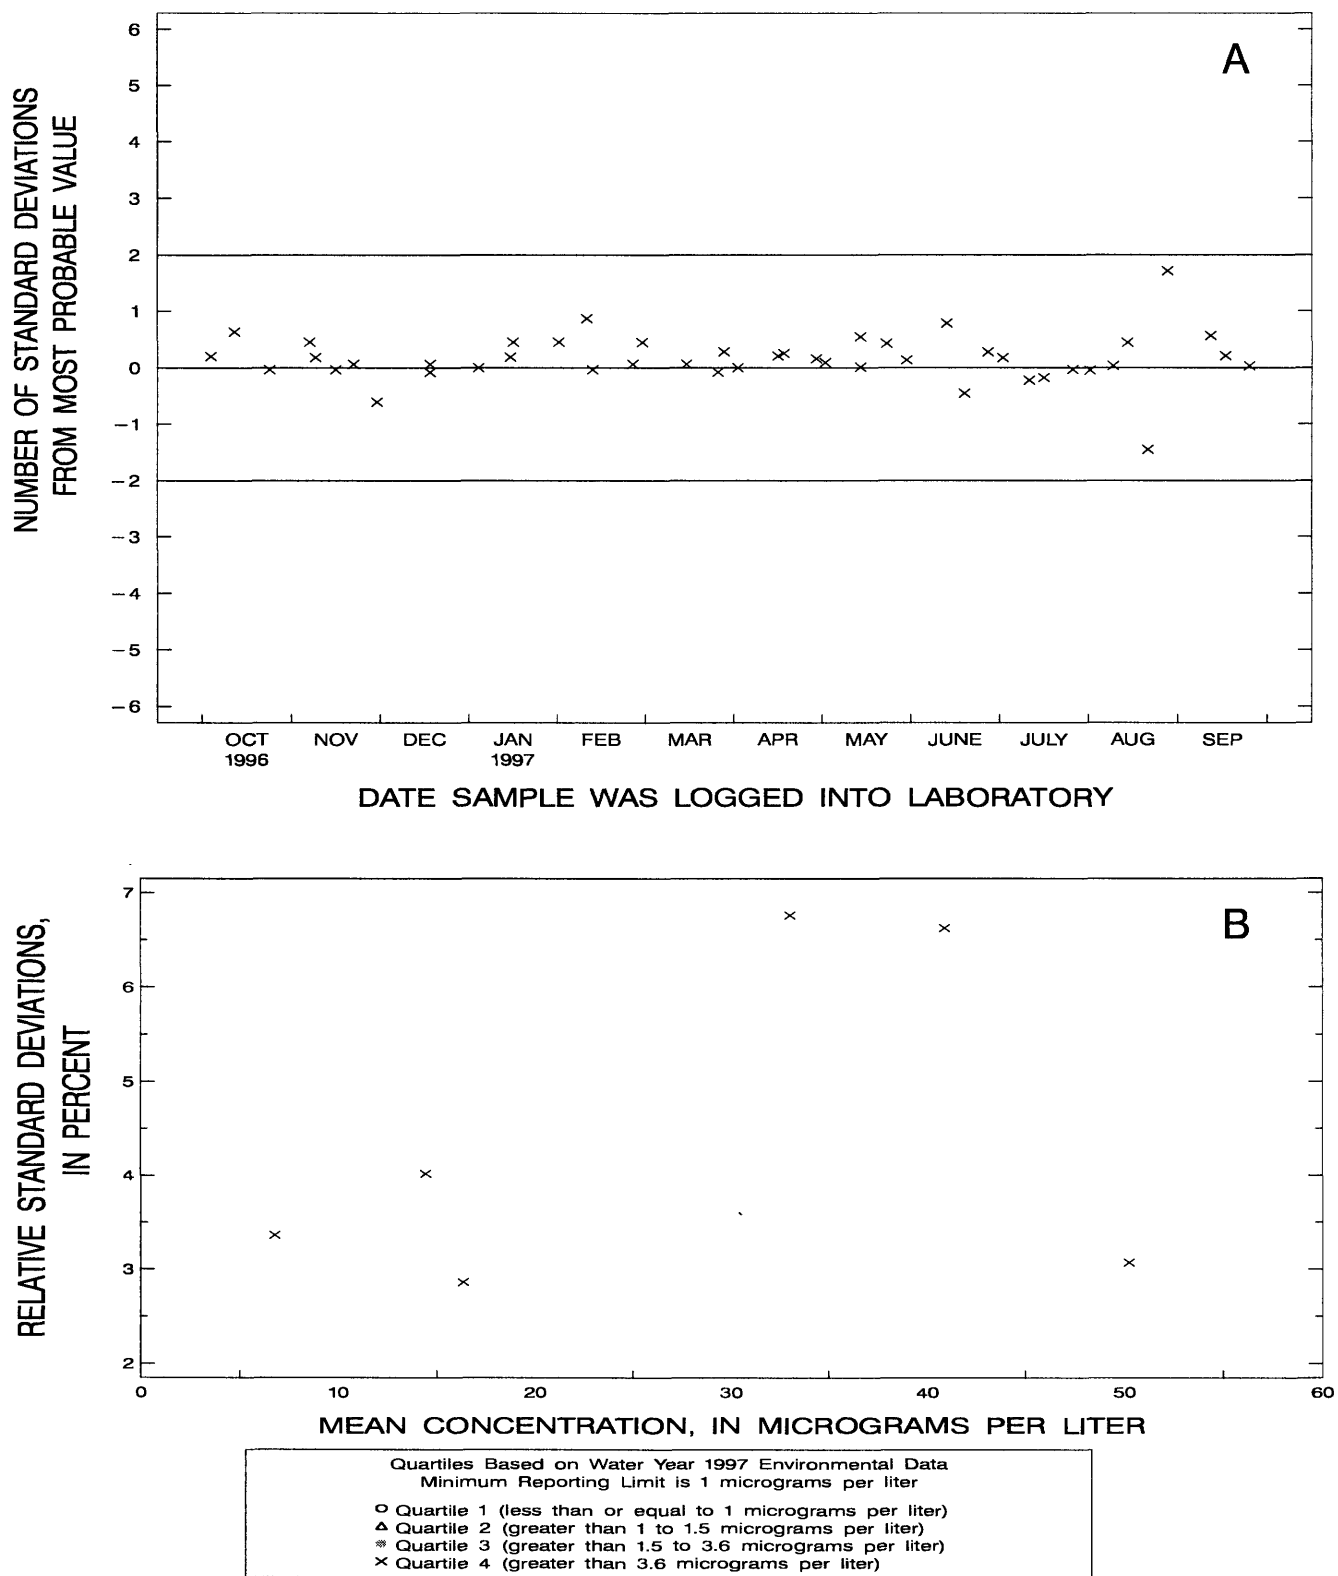 NUMBER OF STANDARD DEVIATIONS
FROM MOST PROBABLE VALUE
A
6
5
4
3
2
1
0
−1
−2
−3
−4
−5
−6
OCT NOV DEC JAN FEB MAR APR MAY JUNE JULY AUG SEP
1996 1997
DATE SAMPLE WAS LOGGED INTO LABORATORY
RELATIVE STANDARD DEVIATIONS,
IN PERCENT
B
7
6
5
4
3
2
0 10 20 30 40 50 60
MEAN CONCENTRATION, IN MICROGRAMS PER LITER
Quartiles Based on Water Year 1997 Environmental Data
Minimum Reporting Limit is 1 micrograms per liter
Quartile 1 (less than or equal to 1 micrograms per liter)
Quartile 2 (greater than 1 to 1.5 micrograms per liter)
Quartile 3 (greater than 1.5 to 3.6 micrograms per liter)
Quartile 4 (greater than 3.6 micrograms per liter)